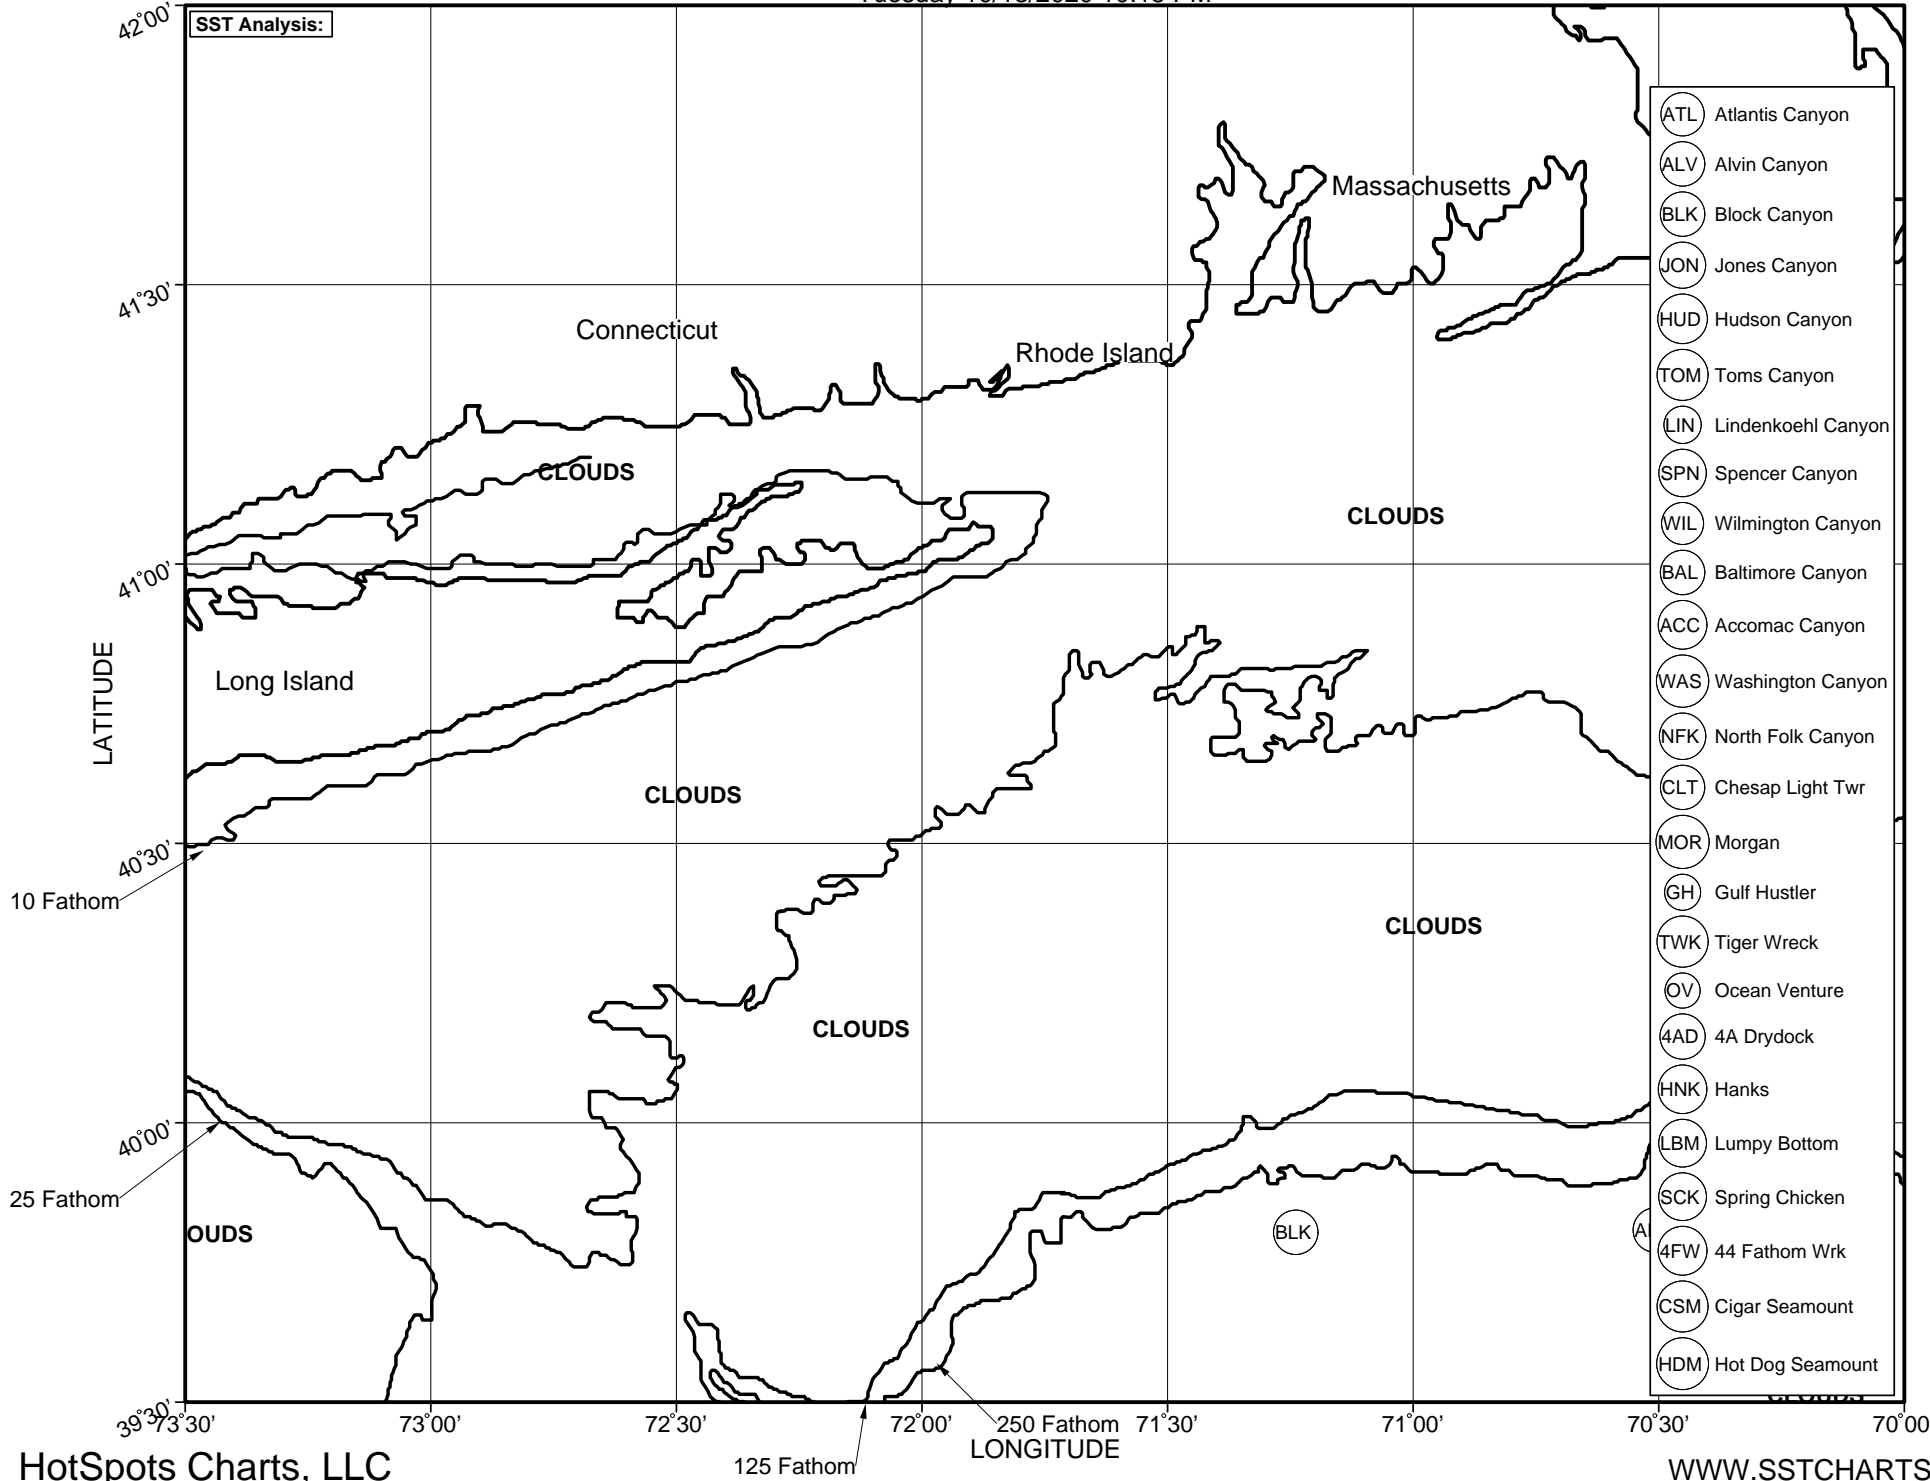 SST Analysis:
42°00'
41°30'
41°00'
40°30'
40°00'
39°30'
LATITUDE
Massachusetts
Connecticut
Rhode Island
CLOUDS
CLOUDS
Long Island
CLOUDS
10 Fathom
CLOUDS
CLOUDS
25 Fathom
OUDS
BLK
ATL Atlantis Canyon
ALV Alvin Canyon
BLK Block Canyon
JON Jones Canyon
HUD Hudson Canyon
TOM Toms Canyon
LIN Lindenkoehl Canyon
SPN Spencer Canyon
WIL Wilmington Canyon
BAL Baltimore Canyon
ACC Accomac Canyon
WAS Washington Canyon
NFK North Folk Canyon
CLT Chesap Light Twr
MOR Morgan
GH Gulf Hustler
TWK Tiger Wreck
OV Ocean Venture
4AD 4A Drydock
HNK Hanks
LBM Lumpy Bottom
SCK Spring Chicken
4FW 44 Fathom Wrk
CSM Cigar Seamount
HDM Hot Dog Seamount
73°30' 73°00' 72°30' 72°00' 71°30' 71°00' 70°30' 70°00'
250 Fathom
LONGITUDE
125 Fathom
HotSpots Charts, LLC
WWW.SSTCHARTS